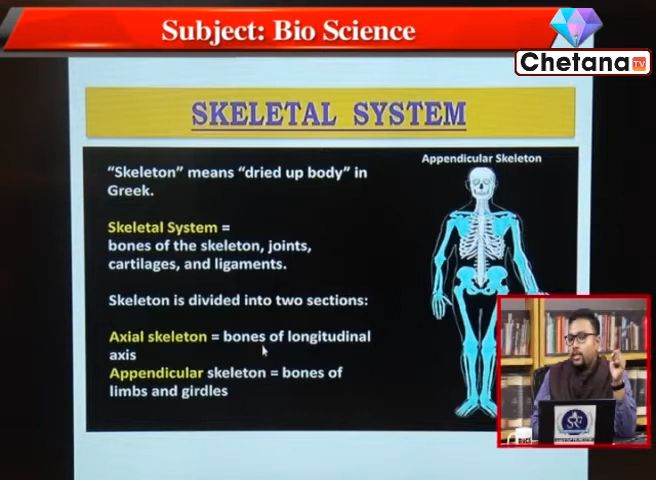 Subject: Bio Science
Chetana TV
SKELETAL SYSTEM
Appendicular Skeleton
“Skeleton” means “dried up body” in
Greek.
Skeletal System =
bones of the skeleton, joints,
cartilages, and ligaments.
Skeleton is divided into two sections:
Axial skeleton = bones of longitudinal
axis
Appendicular skeleton = bones of
limbs and girdles